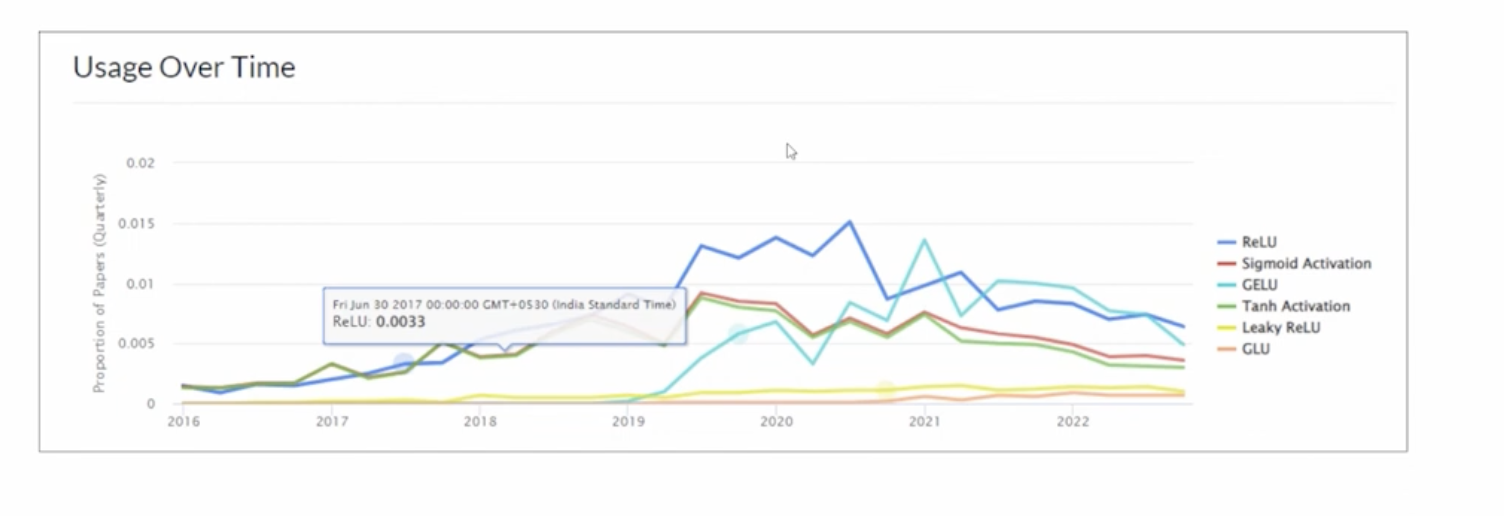 Usage Over Time
Proportion of Papers (Quarterly)
0.02
0.015
0.01
0.005
0
Fri Jun 30 2017 00:00:00 GMT+0530 (India Standard Time)
ReLU: 0.0033
2016 2017 2018 2019 2020 2021 2022
ReLU
Sigmoid Activation
GELU
Tanh Activation
Leaky ReLU
GLU